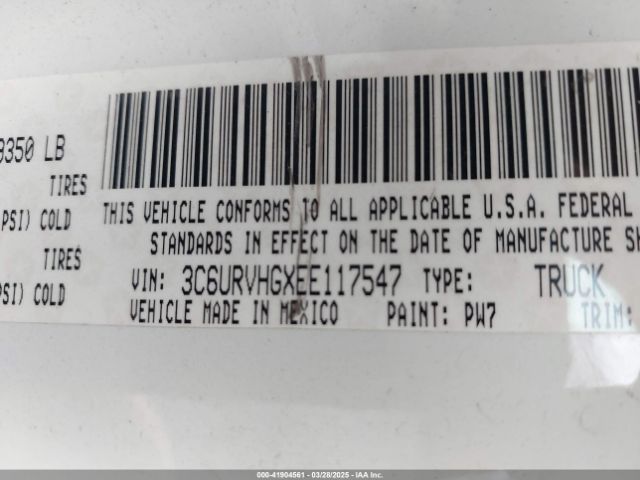 8350 LB
TIRES
PSI) COLD
TIRES
PSI) COLD
THIS VEHICLE CONFORMS TO ALL APPLICABLE U.S.A. FEDERAL
STANDARDS IN EFFECT ON THE DATE OF MANUFACTURE SH
VIN: 3C6URVHGXEE117547 TYPE: TRUCK
VEHICLE MADE IN MEXICO PAINT: PW7 TRIM:
000-41904561 - 03/28/2025 - IAA Inc.